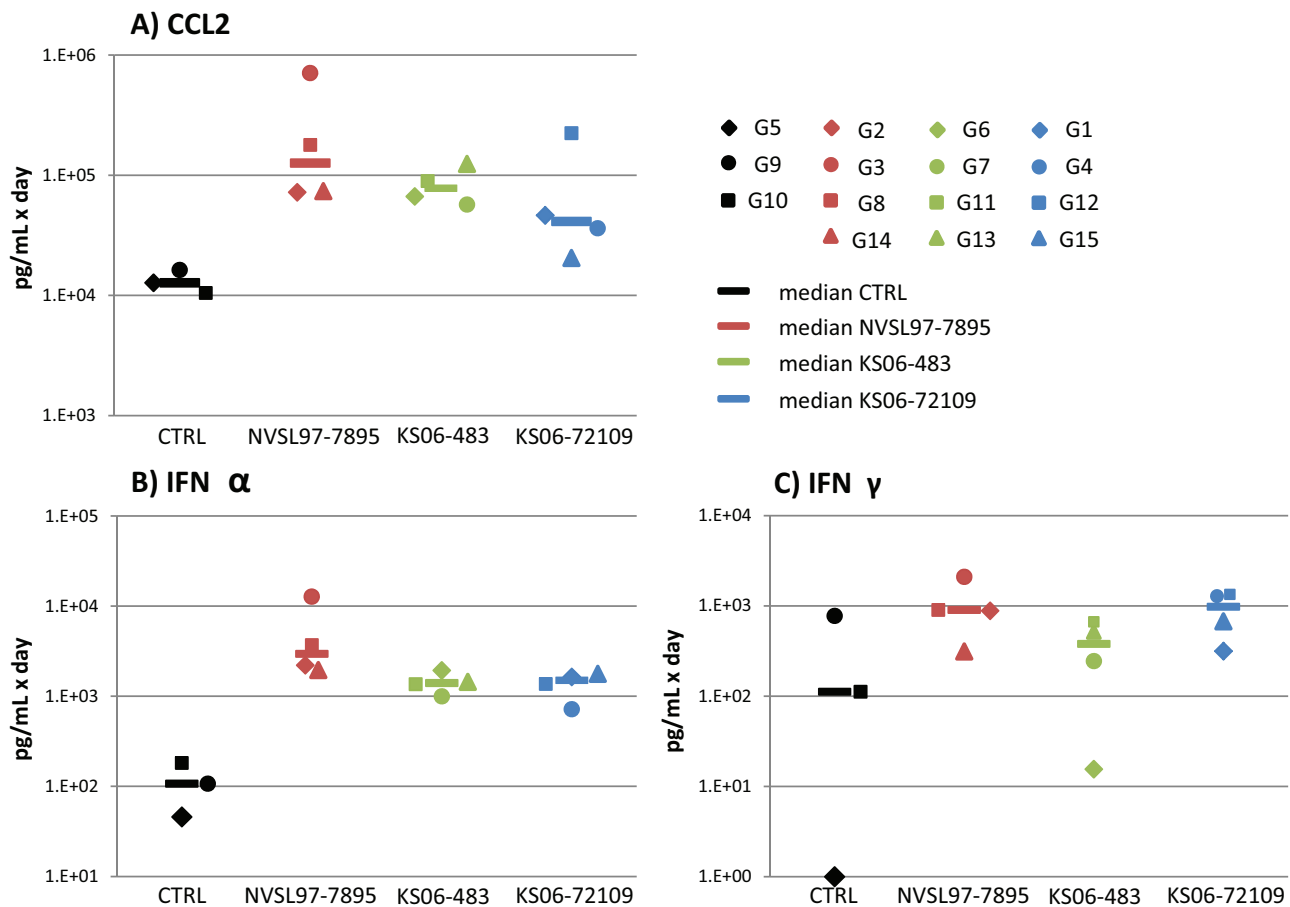 A) CCL2
1.E+06
1.E+05
1.E+04
1.E+03
pg/mL x day
CTRL NVSL97-7895 KS06-483 KS06-72109
G5 G2 G6 G1
G9 G3 G7 G4
G10 G8 G11 G12
G14 G13 G15
median CTRL
median NVSL97-7895
median KS06-483
median KS06-72109
B) IFN α
1.E+05
1.E+04
1.E+03
1.E+02
1.E+01
pg/mL x day
CTRL NVSL97-7895 KS06-483 KS06-72109
C) IFN γ
1.E+04
1.E+03
1.E+02
1.E+01
1.E+00
pg/mL x day
CTRL NVSL97-7895 KS06-483 KS06-72109